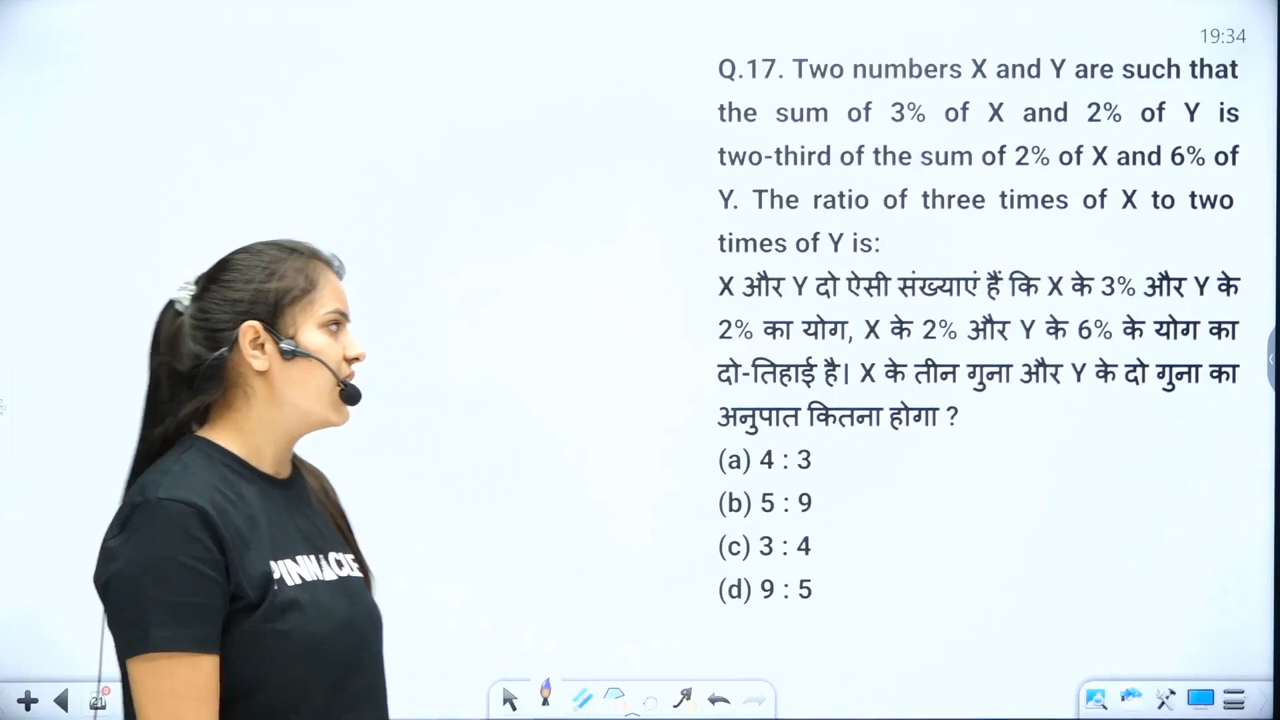 19:34
Q.17. Two numbers X and Y are such that
the sum of 3% of X and 2% of Y is
two-third of the sum of 2% of X and 6% of
Y. The ratio of three times of X to two
times of Y is:
X और Y दो ऐसी संख्याएं हैं कि X के 3% और Y के
2% का योग, X के 2% और Y के 6% के योग का
दो-तिहाई है। X के तीन गुना और Y के दो गुना का
अनुपात कितना होगा ?
(a) 4 : 3
(b) 5 : 9
(c) 3 : 4
(d) 9 : 5
PINNACLE
21